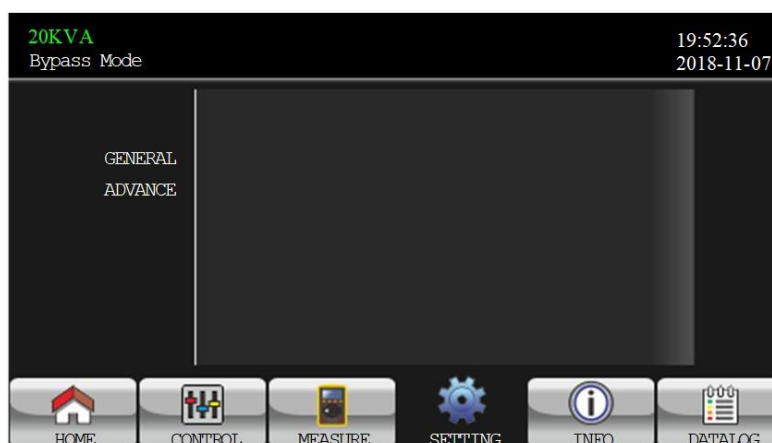 20KVA
Bypass Mode
19:52:36
2018-11-07
GENERAL
ADVANCE
HOME
CONTROL
MEASURE
SETTING
INFO
DATALOG